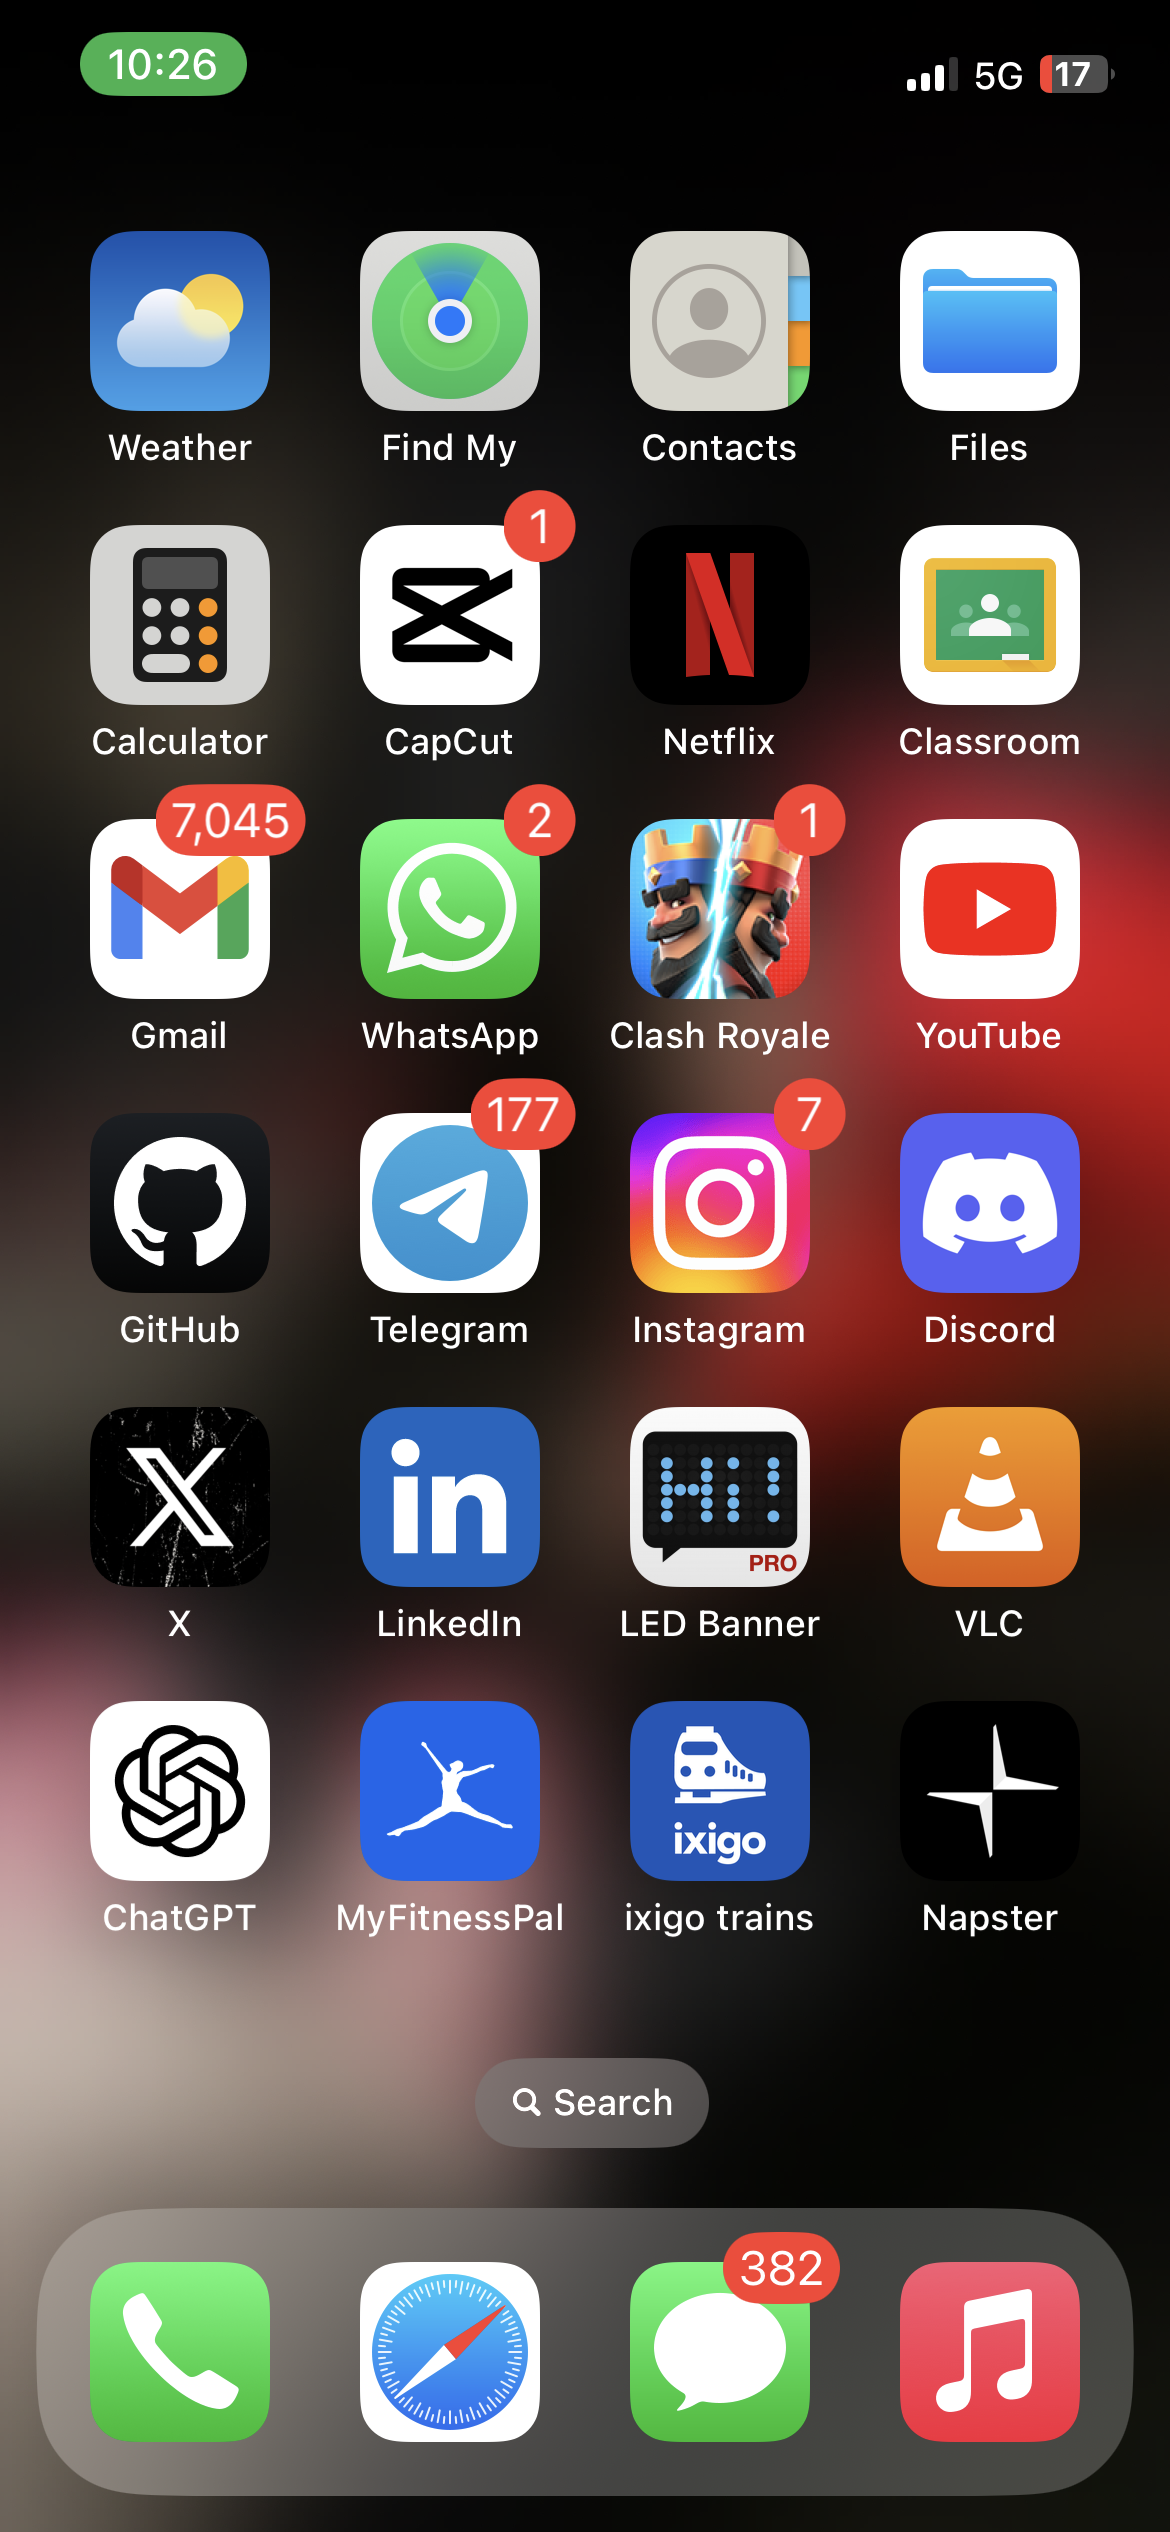 10:26 5G 17
Weather Find My Contacts Files
1
Calculator CapCut Netflix Classroom
7,045 2 1
Gmail WhatsApp Clash Royale YouTube
177 7
GitHub Telegram Instagram Discord
in HI!
PRO
X LinkedIn LED Banner VLC
ixigo
ChatGPT MyFitnessPal ixigo trains Napster
Search
382